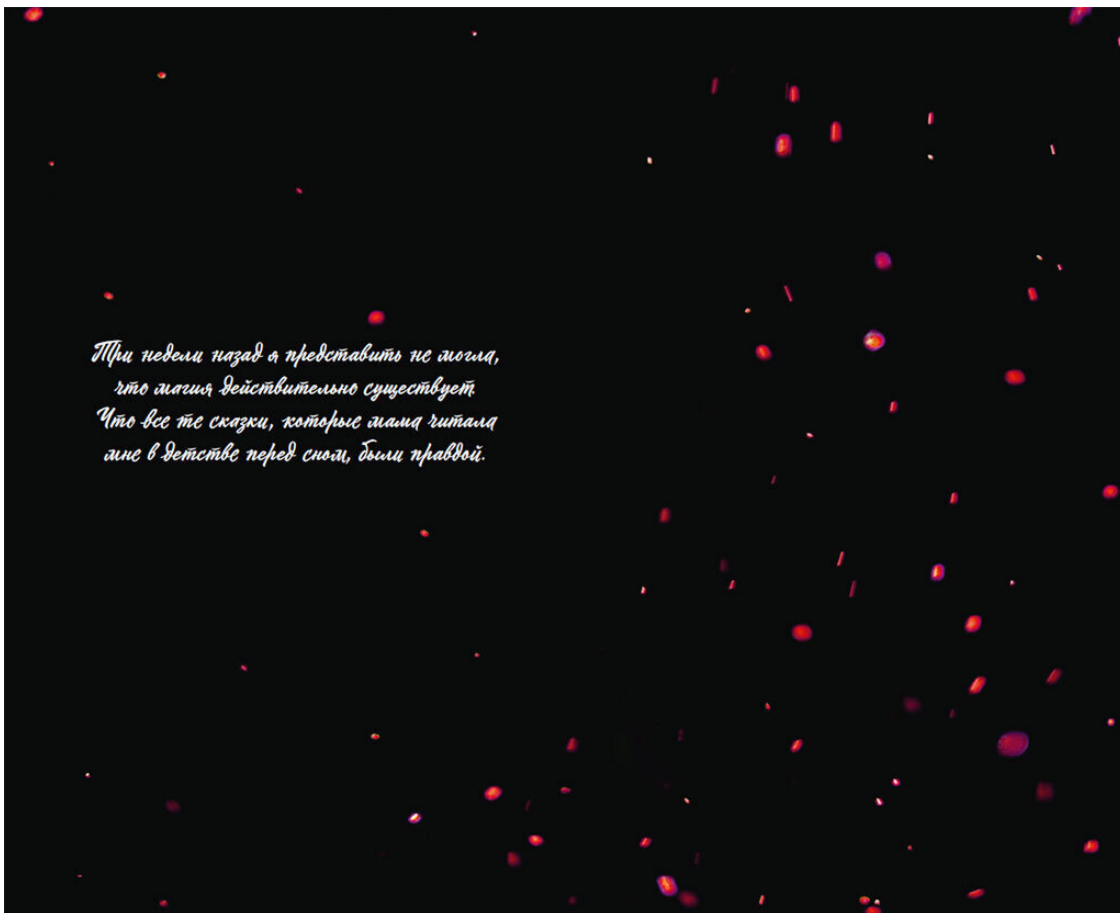 Три недели назад я представить не могла,
что магия действительно существует.
Что все те сказки, которые мама читала
мне в детстве перед сном, были правдой.